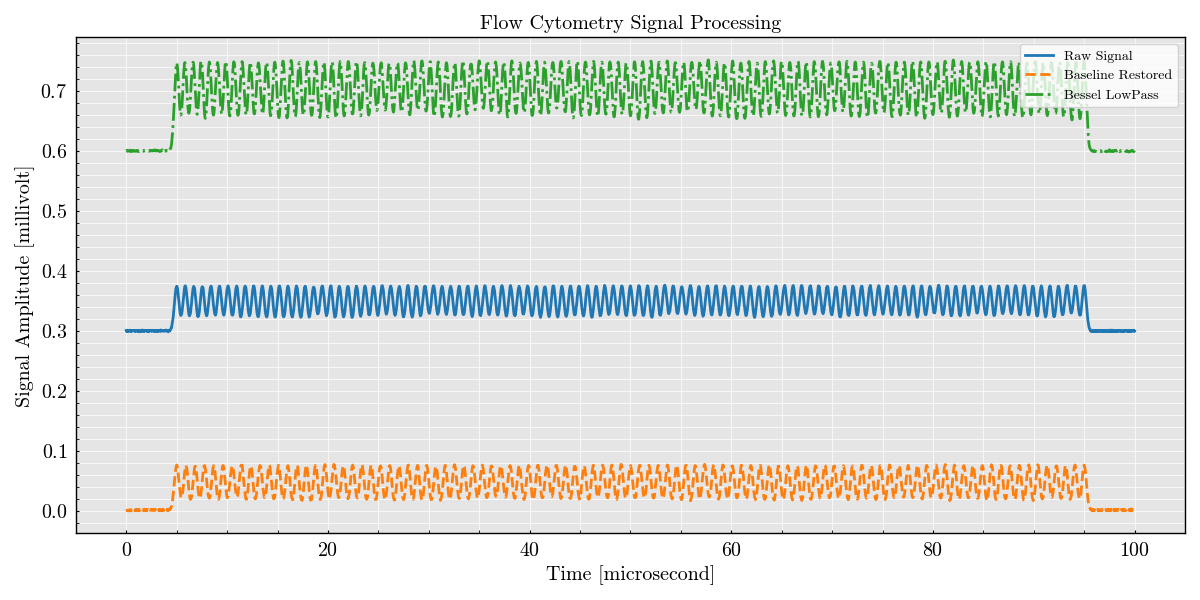 Flow Cytometry Signal Processing
Raw Signal
Baseline Restored
Bessel LowPass
Signal Amplitude [millivolt]
0.7
0.6
0.5
0.4
0.3
0.2
0.1
0.0
0 20 40 60 80 100
Time [microsecond]